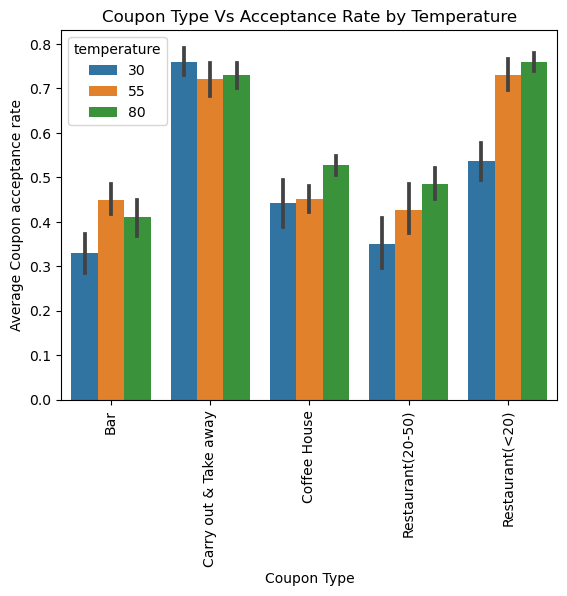 Coupon Type Vs Acceptance Rate by Temperature
temperature
30
55
80
Average Coupon acceptance rate
0.8
0.7
0.6
0.5
0.4
0.3
0.2
0.1
0.0
Bar
Carry out & Take away
Coffee House
Restaurant(20-50)
Restaurant(<20)
Coupon Type